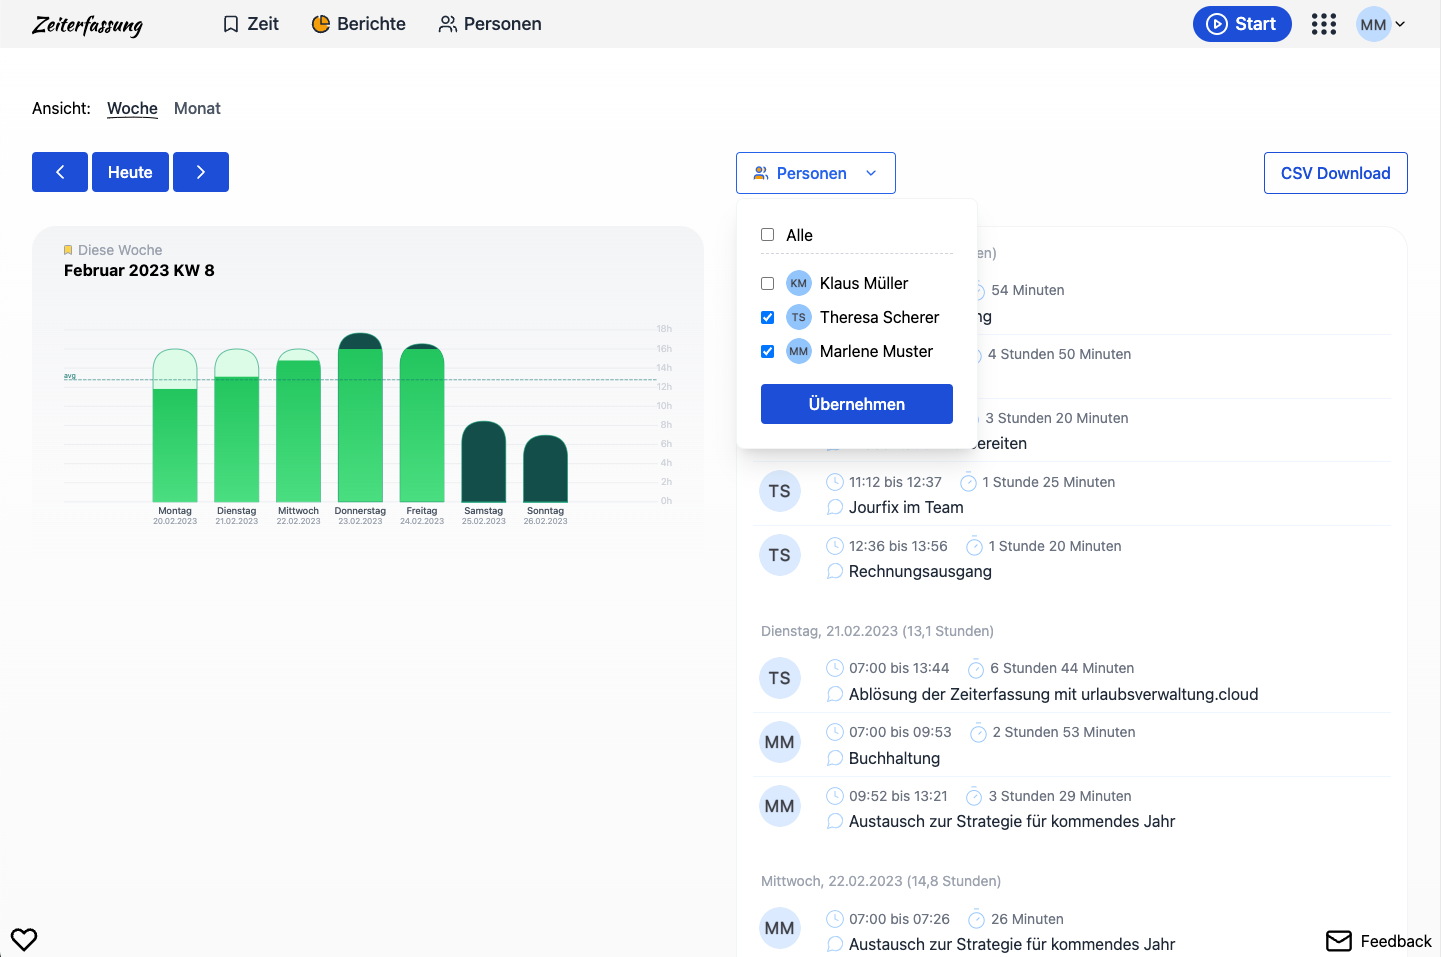 Zeiterfassung
Zeit
Berichte
Personen
Start
MM
Ansicht:
Woche
Monat
Heute
Personen
CSV Download
Diese Woche
Februar 2023 KW 8
18h
16h
14h
12h
10h
8h
6h
4h
2h
0h
avg
Montag
20.02.2023
Dienstag
21.02.2023
Mittwoch
22.02.2023
Donnerstag
23.02.2023
Freitag
24.02.2023
Samstag
25.02.2023
Sonntag
26.02.2023
Alle
KM Klaus Müller
TS Theresa Scherer
MM Marlene Muster
Übernehmen
en)
54 Minuten
ng
4 Stunden 50 Minuten
3 Stunden 20 Minuten
ereiten
TS
11:12 bis 12:37 1 Stunde 25 Minuten
Jourfix im Team
TS
12:36 bis 13:56 1 Stunde 20 Minuten
Rechnungsausgang
Dienstag, 21.02.2023 (13,1 Stunden)
TS
07:00 bis 13:44 6 Stunden 44 Minuten
Ablösung der Zeiterfassung mit urlaubsverwaltung.cloud
MM
07:00 bis 09:53 2 Stunden 53 Minuten
Buchhaltung
MM
09:52 bis 13:21 3 Stunden 29 Minuten
Austausch zur Strategie für kommendes Jahr
Mittwoch, 22.02.2023 (14,8 Stunden)
MM
07:00 bis 07:26 26 Minuten
Austausch zur Strategie für kommendes Jahr
Feedback